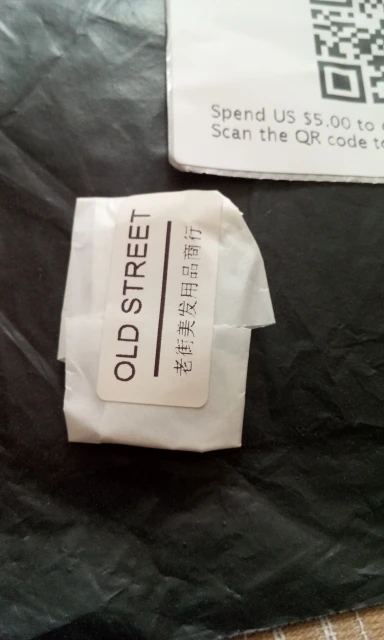 Spend US $5.00 to
Scan the QR code to
OLD STREET
老街美发用品商行